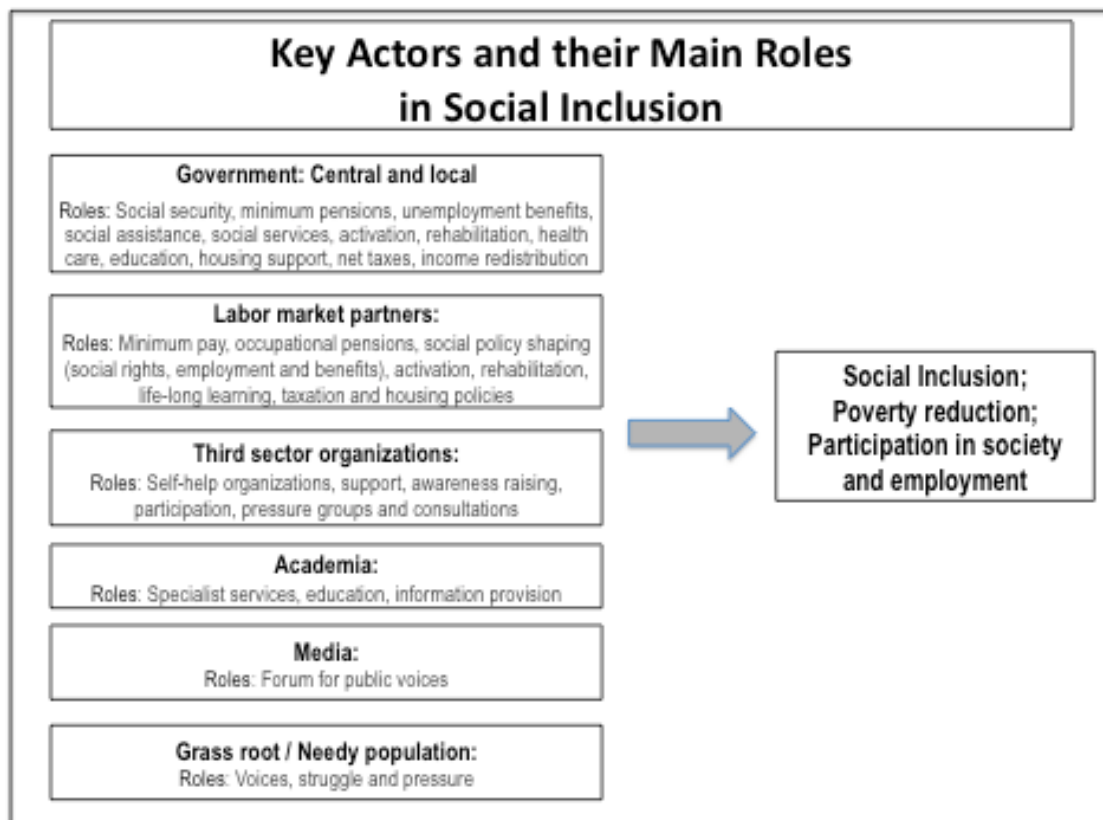 Key Actors and their Main Roles
in Social Inclusion
Government: Central and local
Roles: Social security, minimum pensions, unemployment benefits,
social assistance, social services, activation, rehabilitation, health
care, education, housing support, net taxes, income redistribution
Labor market partners:
Roles: Minimum pay, occupational pensions, social policy shaping
(social rights, employment and benefits), activation, rehabilitation,
life-long learning, taxation and housing policies
Third sector organizations:
Roles: Self-help organizations, support, awareness raising,
participation, pressure groups and consultations
Academia:
Roles: Specialist services, education, information provision
Media:
Roles: Forum for public voices
Grass root / Needy population:
Roles: Voices, struggle and pressure
Social Inclusion;
Poverty reduction;
Participation in society
and employment